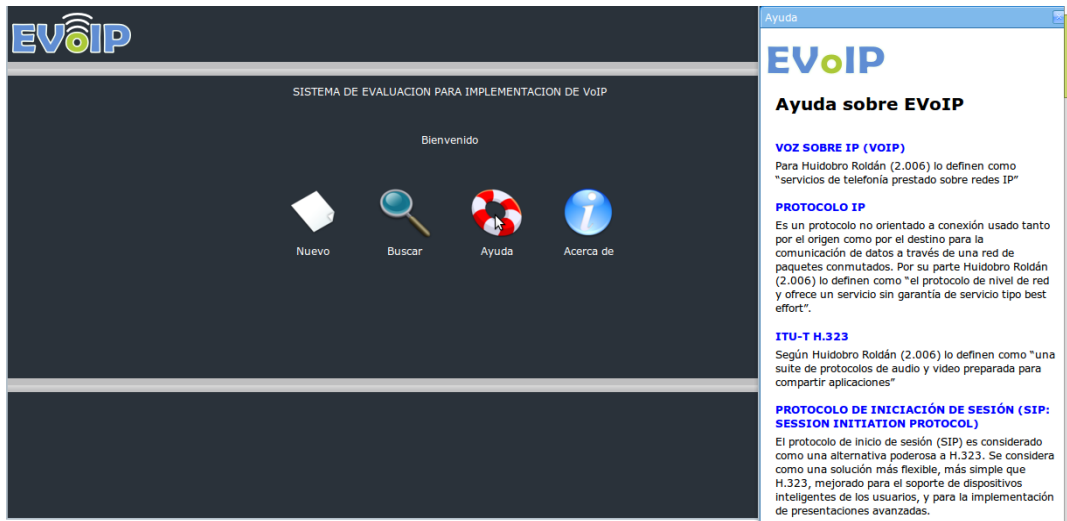 EVoIP
SISTEMA DE EVALUACION PARA IMPLEMENTACION DE VoIP
Bienvenido
Nuevo
Buscar
Ayuda
Acerca de
Ayuda
EVoIP
Ayuda sobre EVoIP
VOZ SOBRE IP (VOIP)
Para Huidobro Roldán (2.006) lo definen como
“servicios de telefonía prestado sobre redes IP”
PROTOCOLO IP
Es un protocolo no orientado a conexión usado tanto
por el origen como por el destino para la
comunicación de datos a través de una red de
paquetes conmutados. Por su parte Huidobro Roldán
(2.006) lo definen como “el protocolo de nivel de red
y ofrece un servicio sin garantía de servicio tipo best
effort”.
ITU-T H.323
Según Huidobro Roldán (2.006) lo definen como “una
suite de protocolos de audio y video preparada para
compartir aplicaciones”
PROTOCOLO DE INICIACIÓN DE SESIÓN (SIP:
SESSION INITIATION PROTOCOL)
El protocolo de inicio de sesión (SIP) es considerado
como una alternativa poderosa a H.323. Se considera
como una solución más flexible, más simple que
H.323, mejorado para el soporte de dispositivos
inteligentes de los usuarios, y para la implementación
de presentaciones avanzadas.